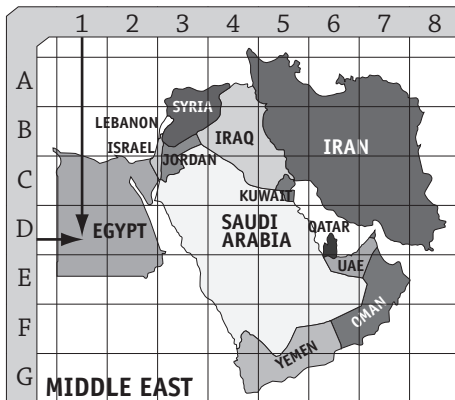 1 2 3 4 5 6 7 8
A
SYRIA
B
LEBANON
IRAQ
IRAN
ISRAEL
JORDAN
C
KUWAIT
D
EGYPT
SAUDI
ARABIA
QATAR
UAE
E
OMAN
F
YEMEN
G
MIDDLE EAST